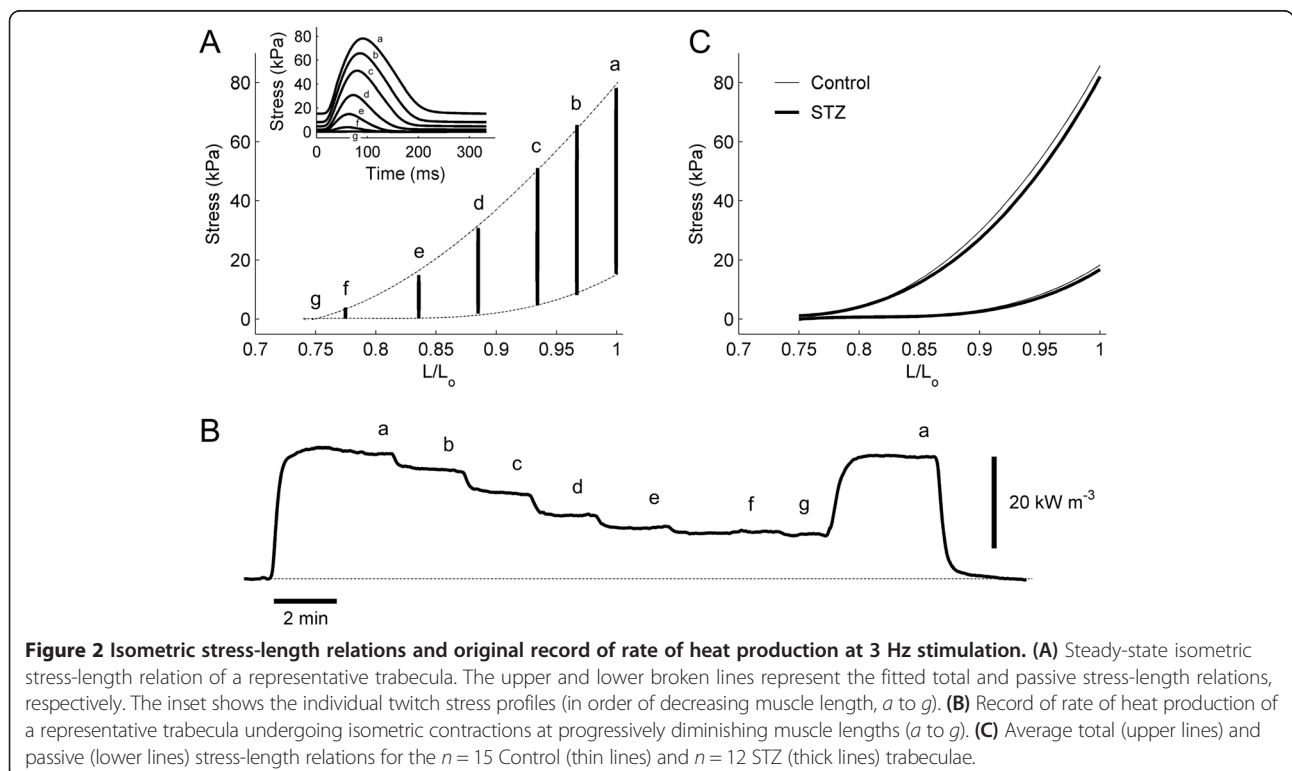 A
Stress (kPa)
80
60
40
20
0
a
b
c
d
e
f
g
0
100
200
300
Time (ms)
Stress (kPa)
80
60
40
20
0
g
f
e
d
c
b
a
0.7
0.75
0.8
0.85
0.9
0.95
1
L/Lo
C
Control
STZ
Stress (kPa)
80
60
40
20
0
0.7
0.75
0.8
0.85
0.9
0.95
1
L/Lo
B
a
b
c
d
e
f
g
a
20 kW m-3
2 min
Figure 2 Isometric stress-length relations and original record of rate of heat production at 3 Hz stimulation. (A) Steady-state isometric
stress-length relation of a representative trabecula. The upper and lower broken lines represent the fitted total and passive stress-length relations,
respectively. The inset shows the individual twitch stress profiles (in order of decreasing muscle length, a to g). (B) Record of rate of heat production of
a representative trabecula undergoing isometric contractions at progressively diminishing muscle lengths (a to g). (C) Average total (upper lines) and
passive (lower lines) stress-length relations for the n = 15 Control (thin lines) and n = 12 STZ (thick lines) trabeculae.